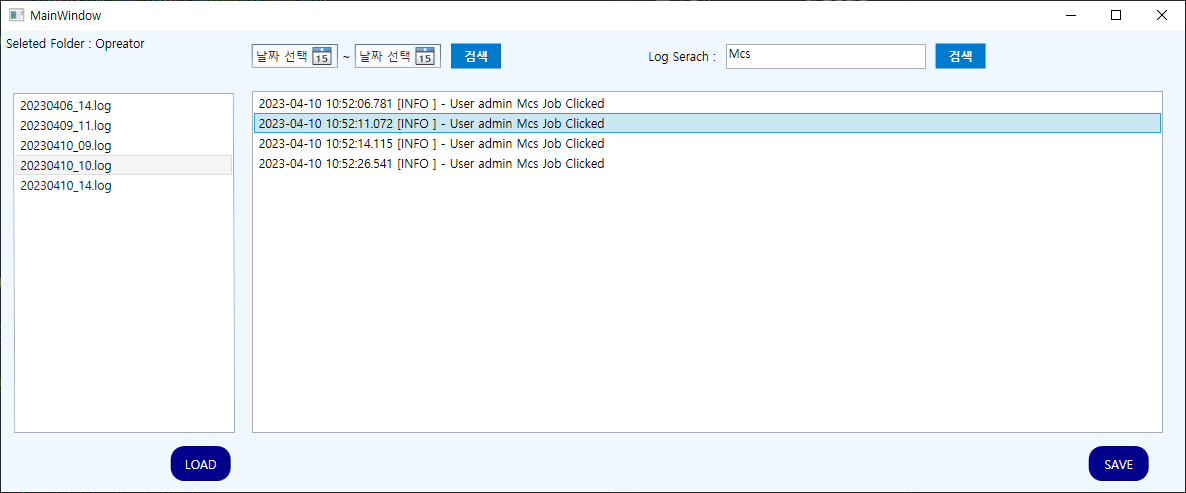 MainWindow
Seleted Folder : Opreator
날짜 선택 15 ~ 날짜 선택 15 검색 Log Serach : Mcs 검색
20230406_14.log
20230409_11.log
20230410_09.log
20230410_10.log
20230410_14.log
2023-04-10 10:52:06.781 [INFO ] - User admin Mcs Job Clicked
2023-04-10 10:52:11.072 [INFO ] - User admin Mcs Job Clicked
2023-04-10 10:52:14.115 [INFO ] - User admin Mcs Job Clicked
2023-04-10 10:52:26.541 [INFO ] - User admin Mcs Job Clicked
LOAD SAVE